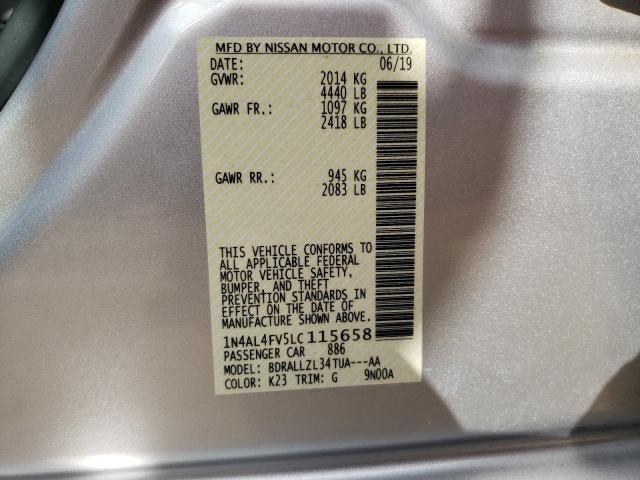 MFD BY NISSAN MOTOR CO., LTD.
DATE: 06/19
GVWR: 2014 KG
4440 LB
GAWR FR.: 1097 KG
2418 LB
GAWR RR.: 945 KG
2083 LB
THIS VEHICLE CONFORMS TO
ALL APPLICABLE FEDERAL
MOTOR VEHICLE SAFETY,
BUMPER, AND THEFT
PREVENTION STANDARDS IN
EFFECT ON THE DATE OF
MANUFACTURE SHOWN ABOVE.
1N4AL4FV5LC115658
PASSENGER CAR 886
MODEL: BDRALLZL34TUA---AA
COLOR: K23 TRIM: G 9N00A